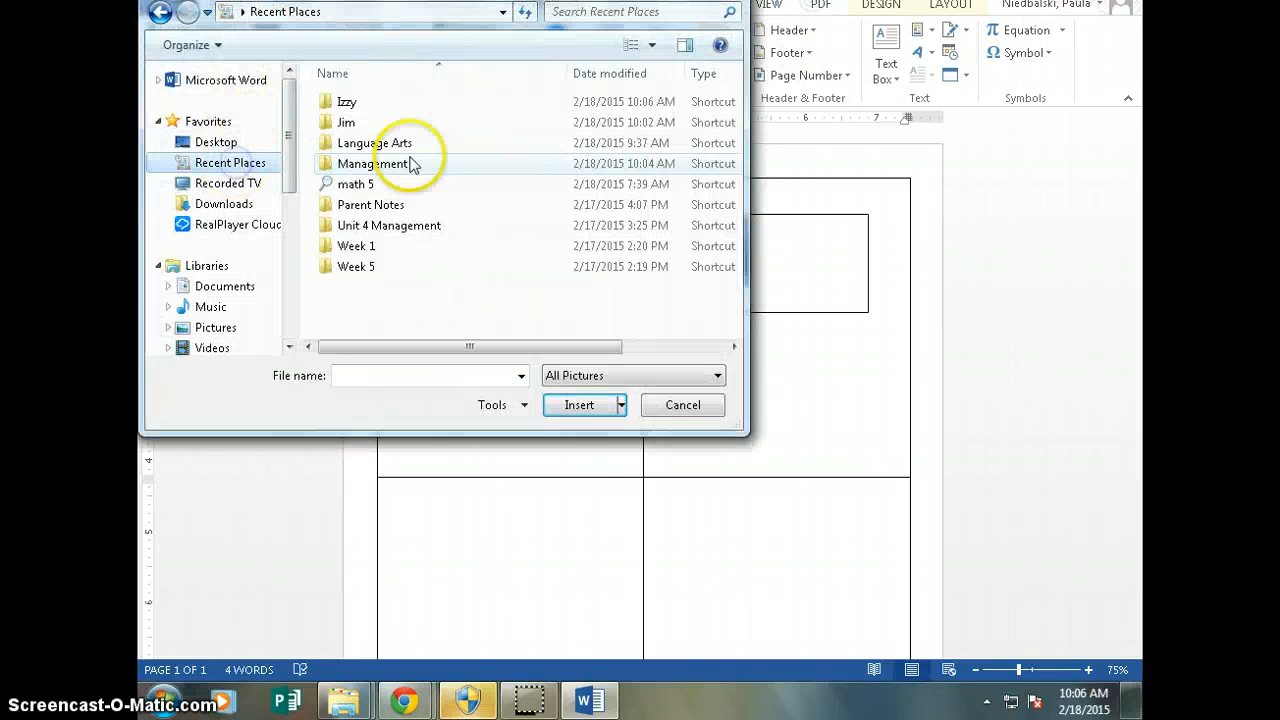 Recent Places
Search Recent Places
VIEW
PDF
DESIGN
LAYOUT
Niedbalski, Paula
Organize
Header
Footer
Page Number
Header & Footer
Text
Box
Text
Equation
Symbol
Symbols
Microsoft Word
Favorites
Desktop
Recent Places
Recorded TV
Downloads
RealPlayer Clouc
Libraries
Documents
Music
Pictures
Videos
Name Date modified Type
Izzy 2/18/2015 10:06 AM Shortcut
Jim 2/18/2015 10:02 AM Shortcut
Language Arts 2/18/2015 9:37 AM Shortcut
Management 2/18/2015 10:04 AM Shortcut
math 5 2/18/2015 7:39 AM Shortcut
Parent Notes 2/17/2015 4:07 PM Shortcut
Unit 4 Management 2/17/2015 3:25 PM Shortcut
Week 1 2/17/2015 2:20 PM Shortcut
Week 5 2/17/2015 2:19 PM Shortcut
File name:
All Pictures
Tools
Insert
Cancel
6 7
4
5
6
PAGE 1 OF 1 4 WORDS
75%
10:06 AM
2/18/2015
Screencast-O-Matic.com